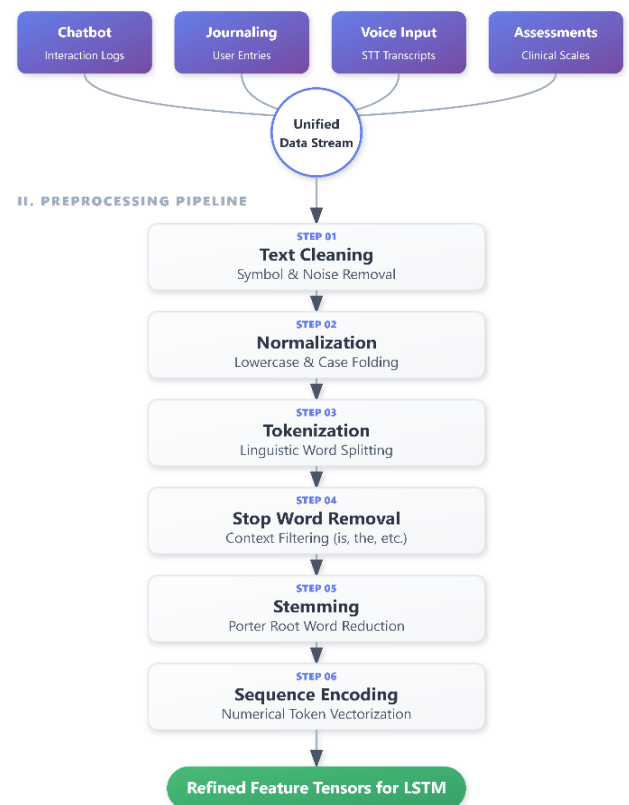 Chatbot
Interaction Logs
Journaling
User Entries
Voice Input
STT Transcripts
Assessments
Clinical Scales
Unified
Data Stream
II. PREPROCESSING PIPELINE
STEP 01
Text Cleaning
Symbol & Noise Removal
STEP 02
Normalization
Lowercase & Case Folding
STEP 03
Tokenization
Linguistic Word Splitting
STEP 04
Stop Word Removal
Context Filtering (is, the, etc.)
STEP 05
Stemming
Porter Root Word Reduction
STEP 06
Sequence Encoding
Numerical Token Vectorization
Refined Feature Tensors for LSTM